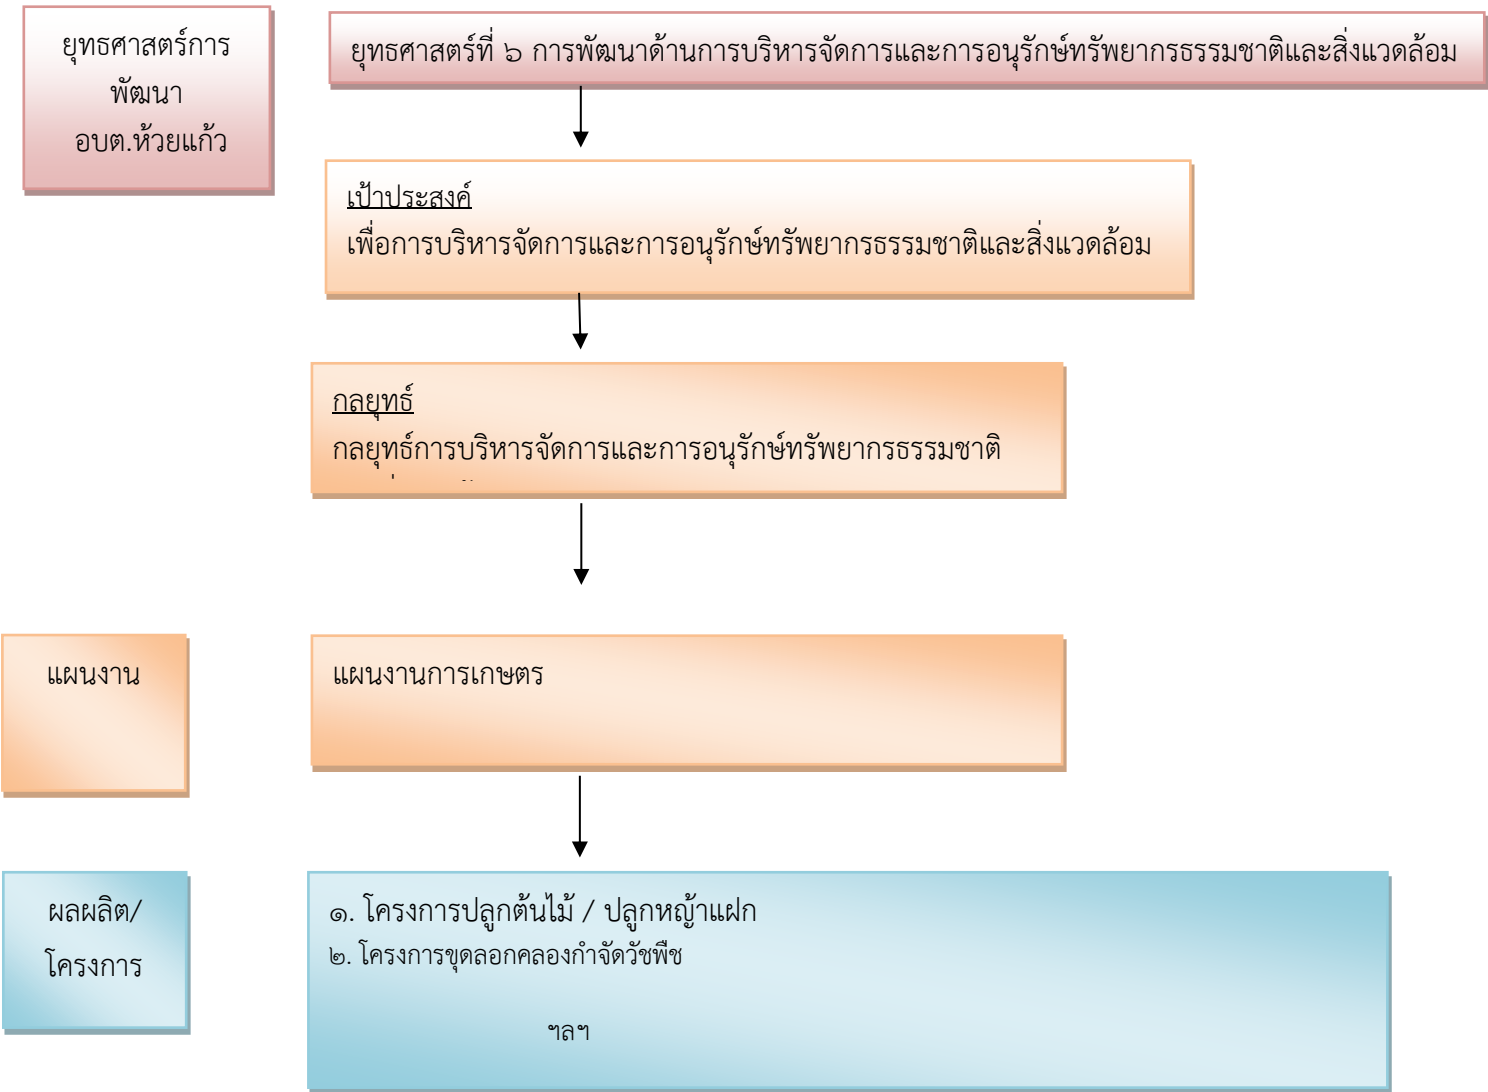 ยุทธศาสตร์การ
พัฒนา
อบต.ห้วยแก้ว
ยุทธศาสตร์ที่ ๖ การพัฒนาด้านการบริหารจัดการและการอนุรักษ์ทรัพยากรธรรมชาติและสิ่งแวดล้อม
เป้าประสงค์
เพื่อการบริหารจัดการและการอนุรักษ์ทรัพยากรธรรมชาติและสิ่งแวดล้อม
กลยุทธ์
กลยุทธ์การบริหารจัดการและการอนุรักษ์ทรัพยากรธรรมชาติ
แผนงาน
แผนงานการเกษตร
ผลผลิต/
โครงการ
๑. โครงการปลูกต้นไม้ / ปลูกหญ้าแฝก
๒. โครงการขุดลอกคลองกำจัดวัชพืช
ฯลฯ